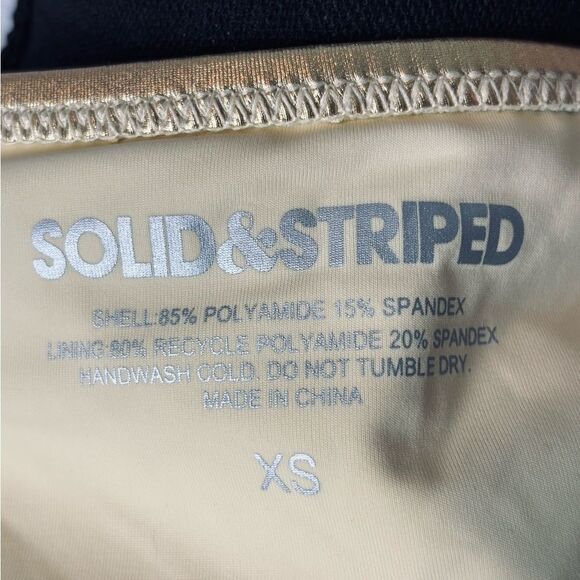 SOLID&STRIPED
SHELL:85% POLYAMIDE 15% SPANDEX
LINING:80% RECYCLE POLYAMIDE 20% SPANDEX
HANDWASH COLD. DO NOT TUMBLE DRY.
MADE IN CHINA
XS